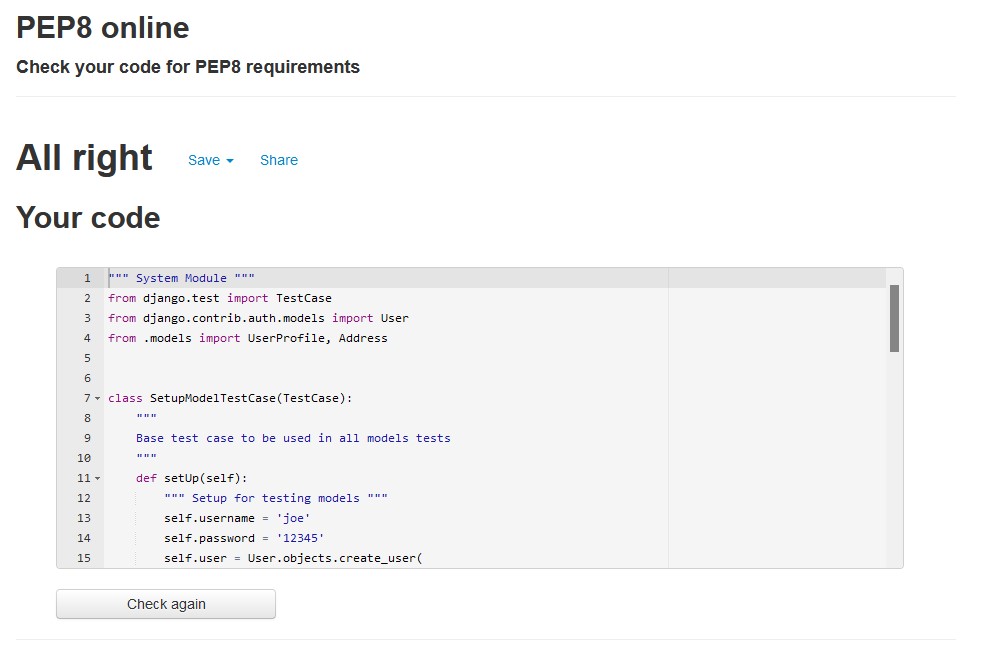 PEP8 online
Check your code for PEP8 requirements
All right Save Share
Your code
1 """ System Module """
2 from django.test import TestCase
3 from django.contrib.auth.models import User
4 from .models import UserProfile, Address
5
6
7 class SetupModelTestCase(TestCase):
8 """
9 Base test case to be used in all models tests
10 """
11 def setUp(self):
12 """ Setup for testing models """
13 self.username = 'joe'
14 self.password = '12345'
15 self.user = User.objects.create_user(
Check again